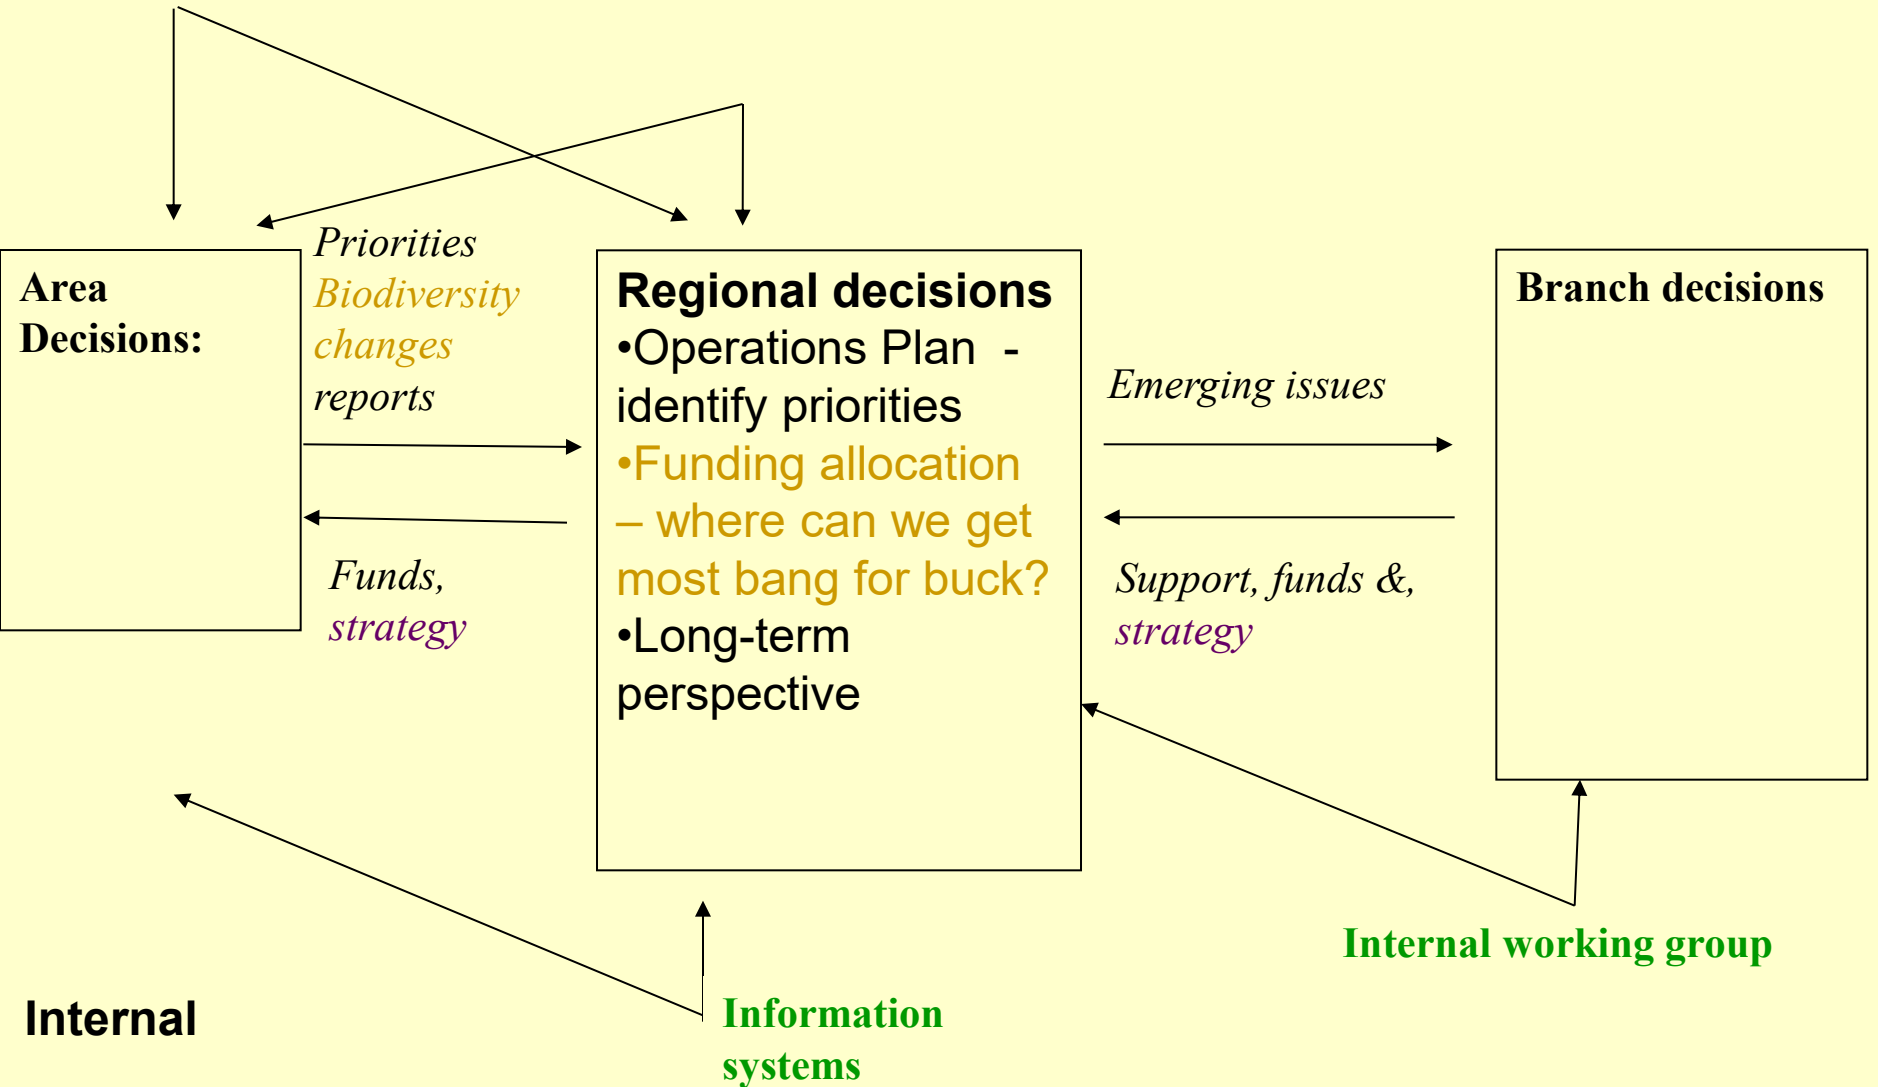 Area
Decisions:
Priorities
Biodiversity
changes
reports
Funds,
strategy
Regional decisions
•Operations Plan  -
identify priorities
•Funding allocation
– where can we get
most bang for buck?
•Long-term
perspective
Emerging issues
Support, funds &,
strategy
Branch decisions
Internal working group
Internal
Information
systems